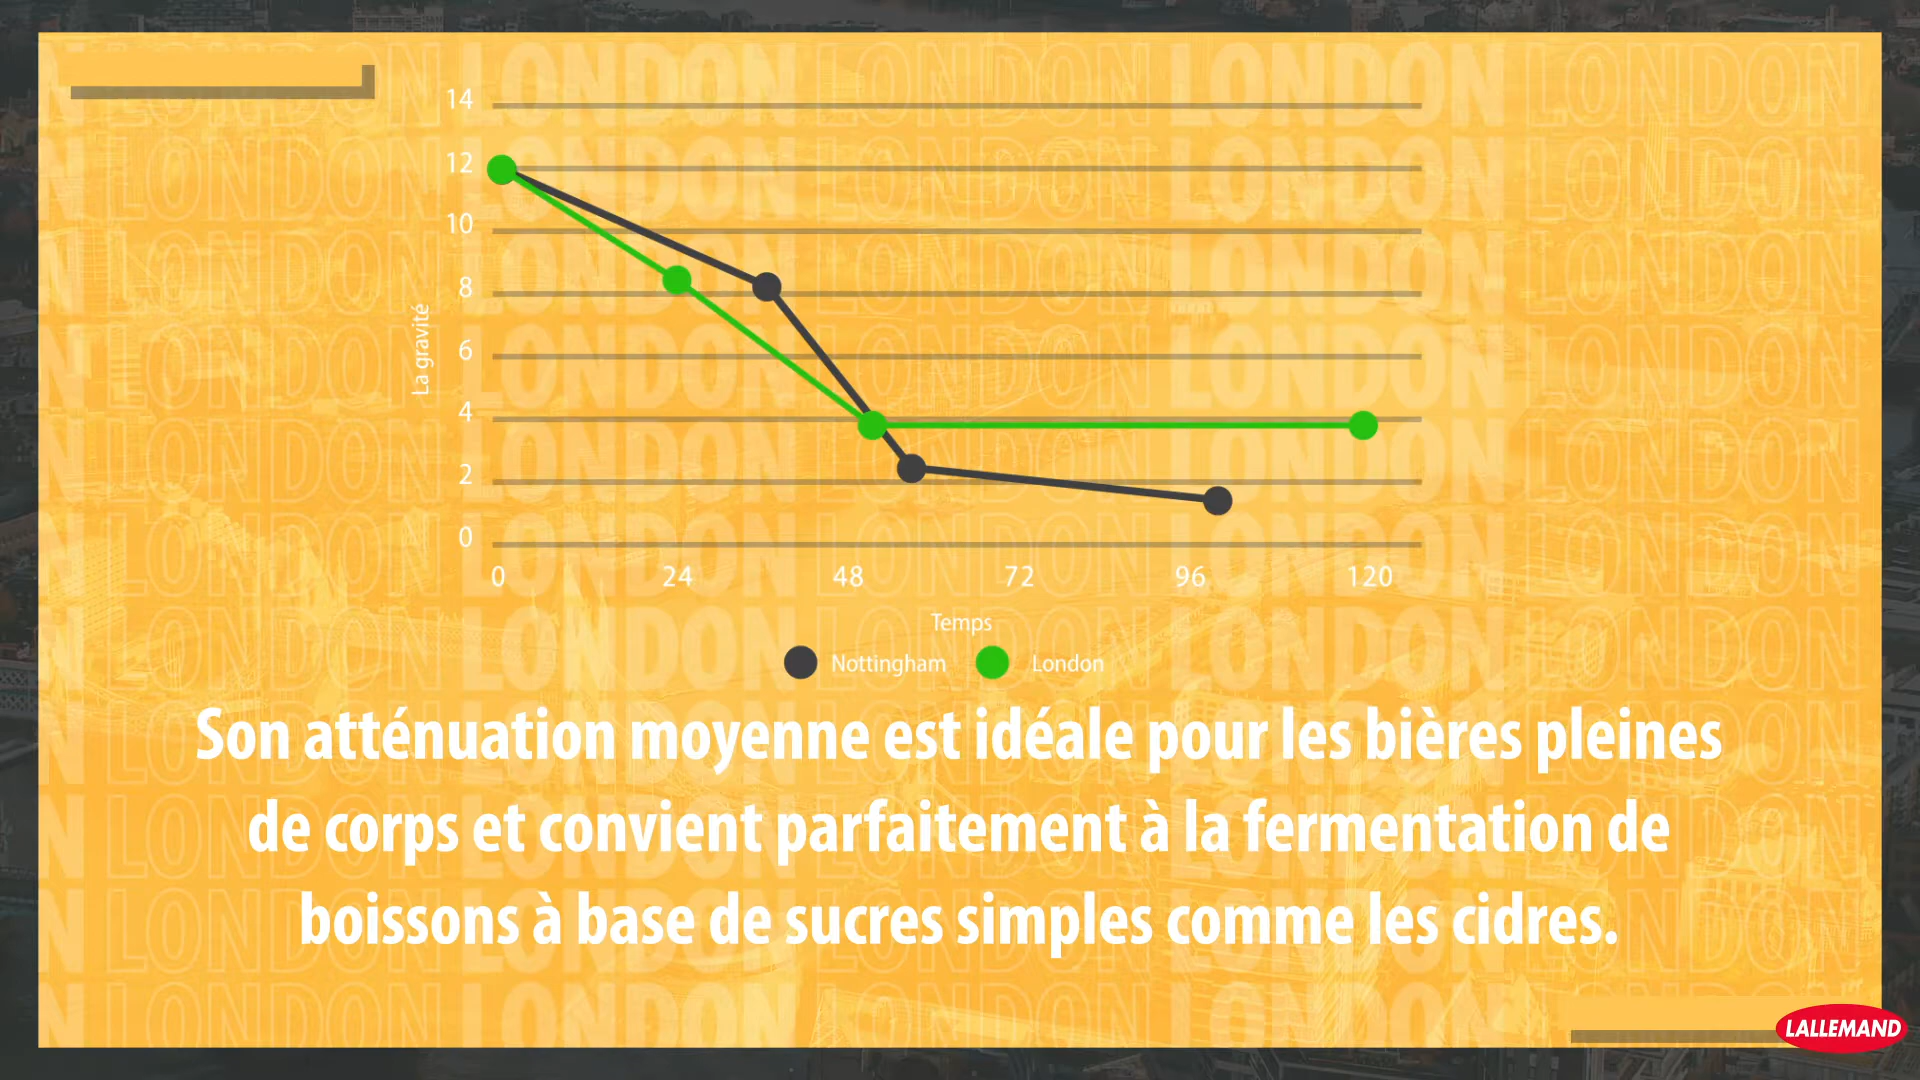 LONDON
14
12
10
8
6
4
2
0
La gravité
0 24 48 72 96 120
Temps
Nottingham London
Son atténuation moyenne est idéale pour les bières pleines
de corps et convient parfaitement à la fermentation de
boissons à base de sucres simples comme les cidres.
LALLEMAND